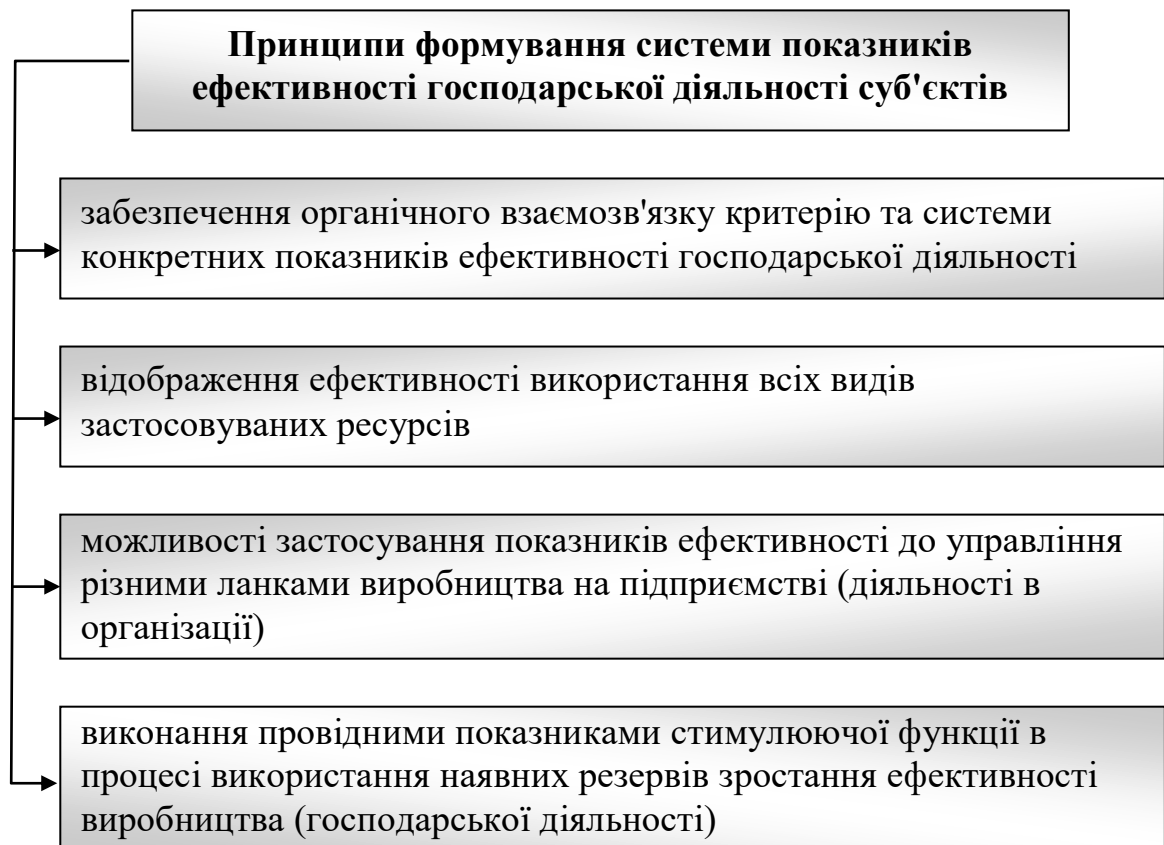 Принципи формування системи показників
ефективності господарської діяльності суб'єктів
забезпечення органічного взаємозв'язку критерію та системи
конкретних показників ефективності господарської діяльності
відображення ефективності використання всіх видів
застосовуваних ресурсів
можливості застосування показників ефективності до управління
різними ланками виробництва на підприємстві (діяльності в
організації)
виконання провідними показниками стимулюючої функції в
процесі використання наявних резервів зростання ефективності
виробництва (господарської діяльності)